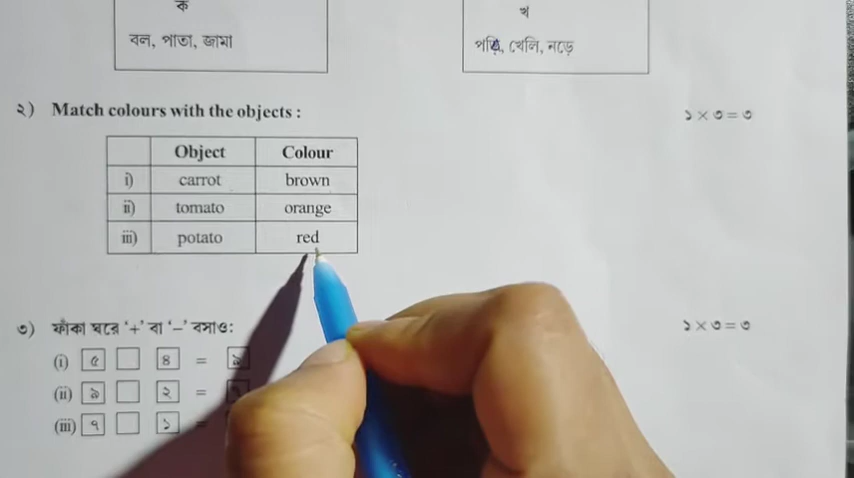 ক
খ
বল, পাতা, জামা
পড়ি, খেলি, নড়ে
২) Match colours with the objects : ১ × ৩ = ৩
Object Colour
i) carrot brown
ii) tomato orange
iii) potato red
৩) ফাঁকা ঘরে '+' বা '–' বসাও: ১ × ৩ = ৩
(i) ৫ ৪ = ৯
(ii) ৯ ২ =
(iii) ৭ ১ =